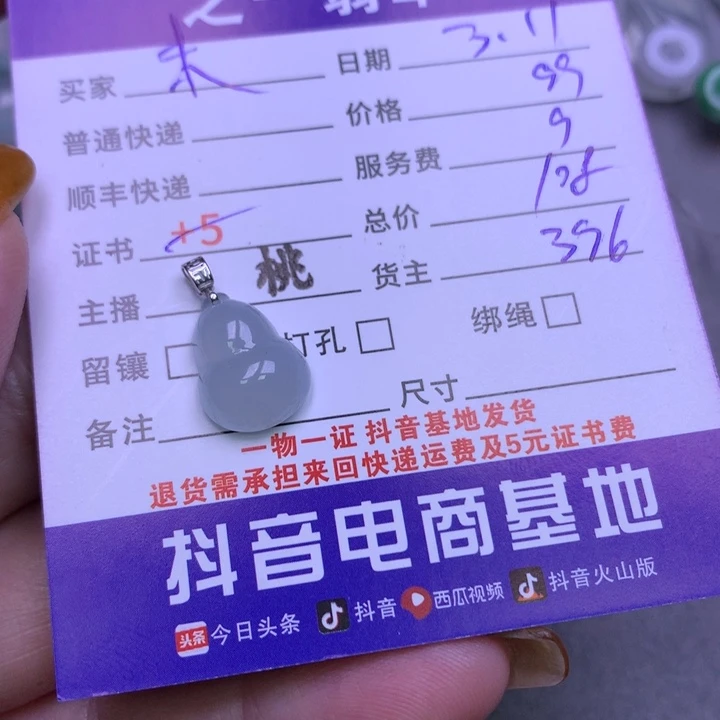 买家 朱 日期 3.11
普通快递 价格 99
顺丰快递 服务费 9
证书 +5 总价
主播 桃 货主 396
留镶 打孔 绑绳
备注 尺寸
一物一证 抖音基地发货
退货需承担来回快递运费及5元证书费
抖音电商基地
头条 今日头条 抖音 西瓜视频 抖音火山版